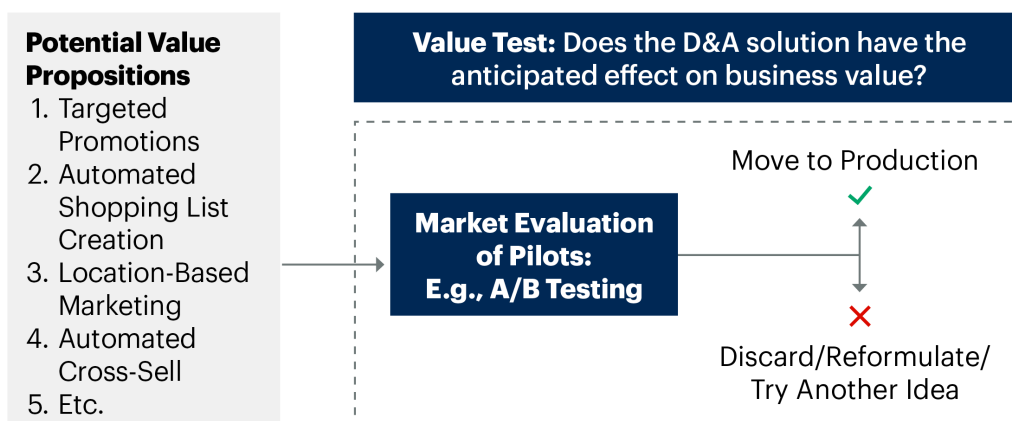 Potential Value
Propositions
1. Targeted
Promotions
2. Automated
Shopping List
Creation
3. Location-Based
Marketing
4. Automated
Cross-Sell
5. Etc.
Value Test: Does the D&A solution have the
anticipated effect on business value?
Market Evaluation
of Pilots:
E.g., A/B Testing
Move to Production
Discard/Reformulate/
Try Another Idea